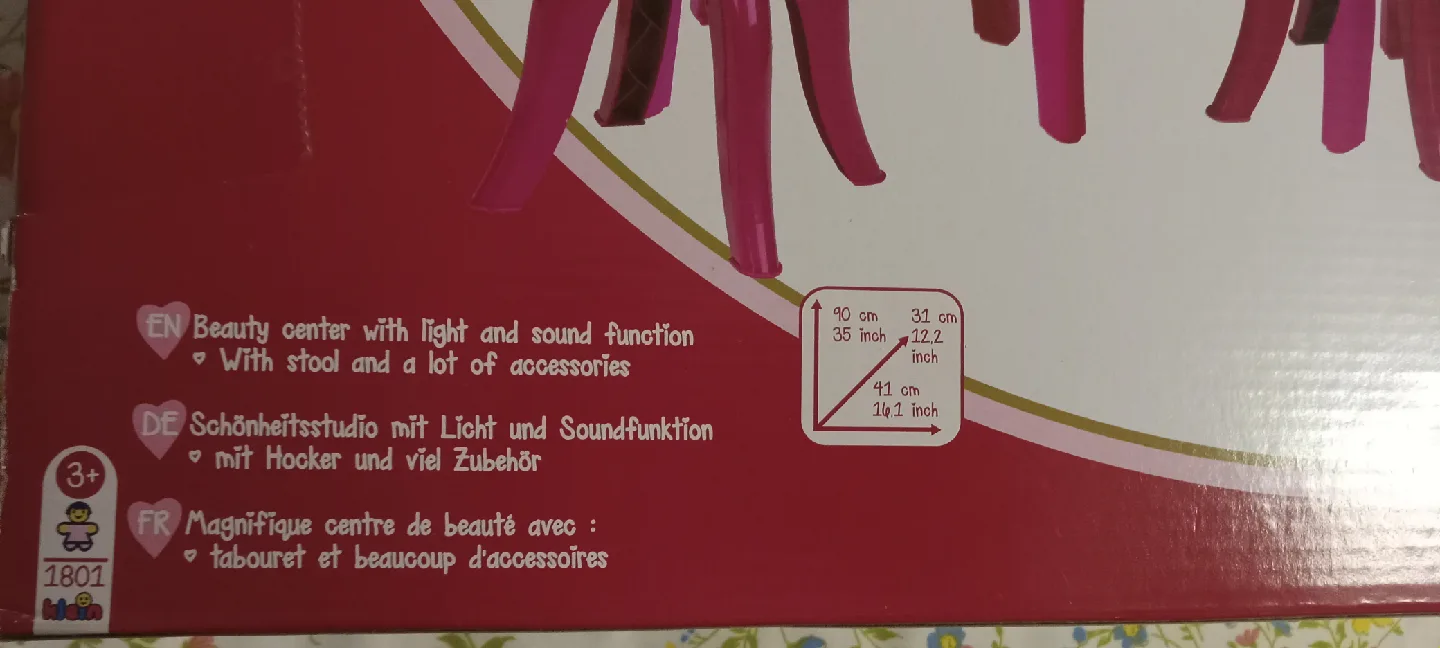 EN Beauty center with light and sound function
With stool and a lot of accessories
DE Schönheitsstudio mit Licht und Soundfunktion
mit Hocker und viel Zubehör
FR Magnifique centre de beauté avec :
tabouret et beaucoup d'accessoires
3+
1801
klein
90 cm
35 inch
31 cm
12,2
inch
41 cm
16,1 inch